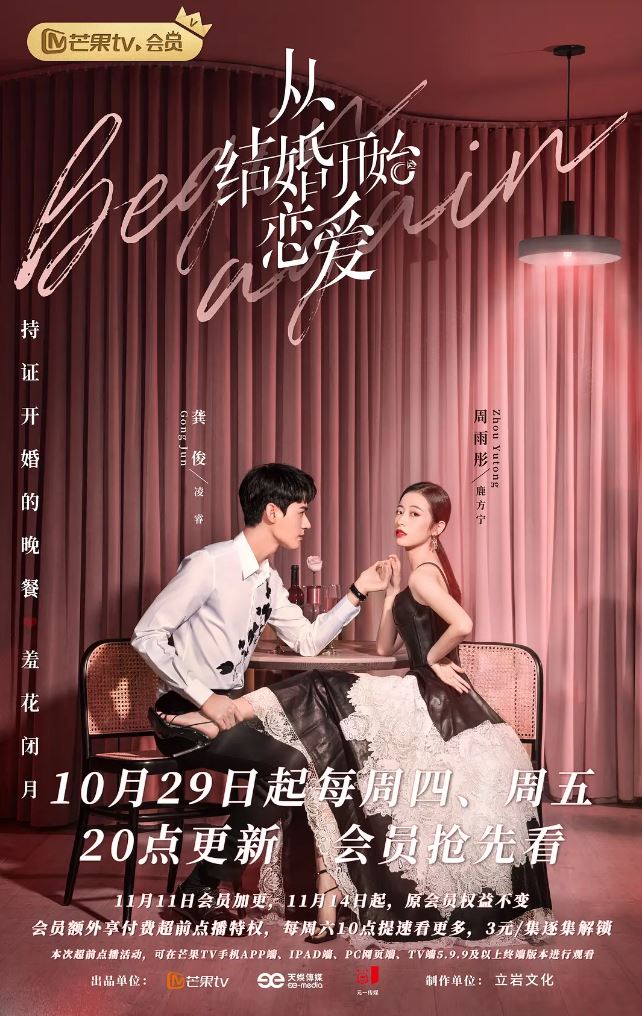 芒果tv 会员
begin again
从
结婚开始
恋爱
持证开婚的晚餐
羞花闭月
龚俊
Gong Jun
凌睿
周雨彤
Zhou Yutong
鹿方宁
10月29日起每周四、周五
20点更新 会员抢先看
11月11日会员加更，11月14日起，原会员权益不变
会员额外享付费超前点播特权，每周六10点提速看更多，3元/集逐集解锁
本次超前点播活动，可在芒果TV手机APP端、IPAD端、PC网页端、TV端5.9.9及以上终端版本进行观看
出品单位： 芒果tv 天娱傳媒 ee-media 元一传媒 制作单位： 立岩文化